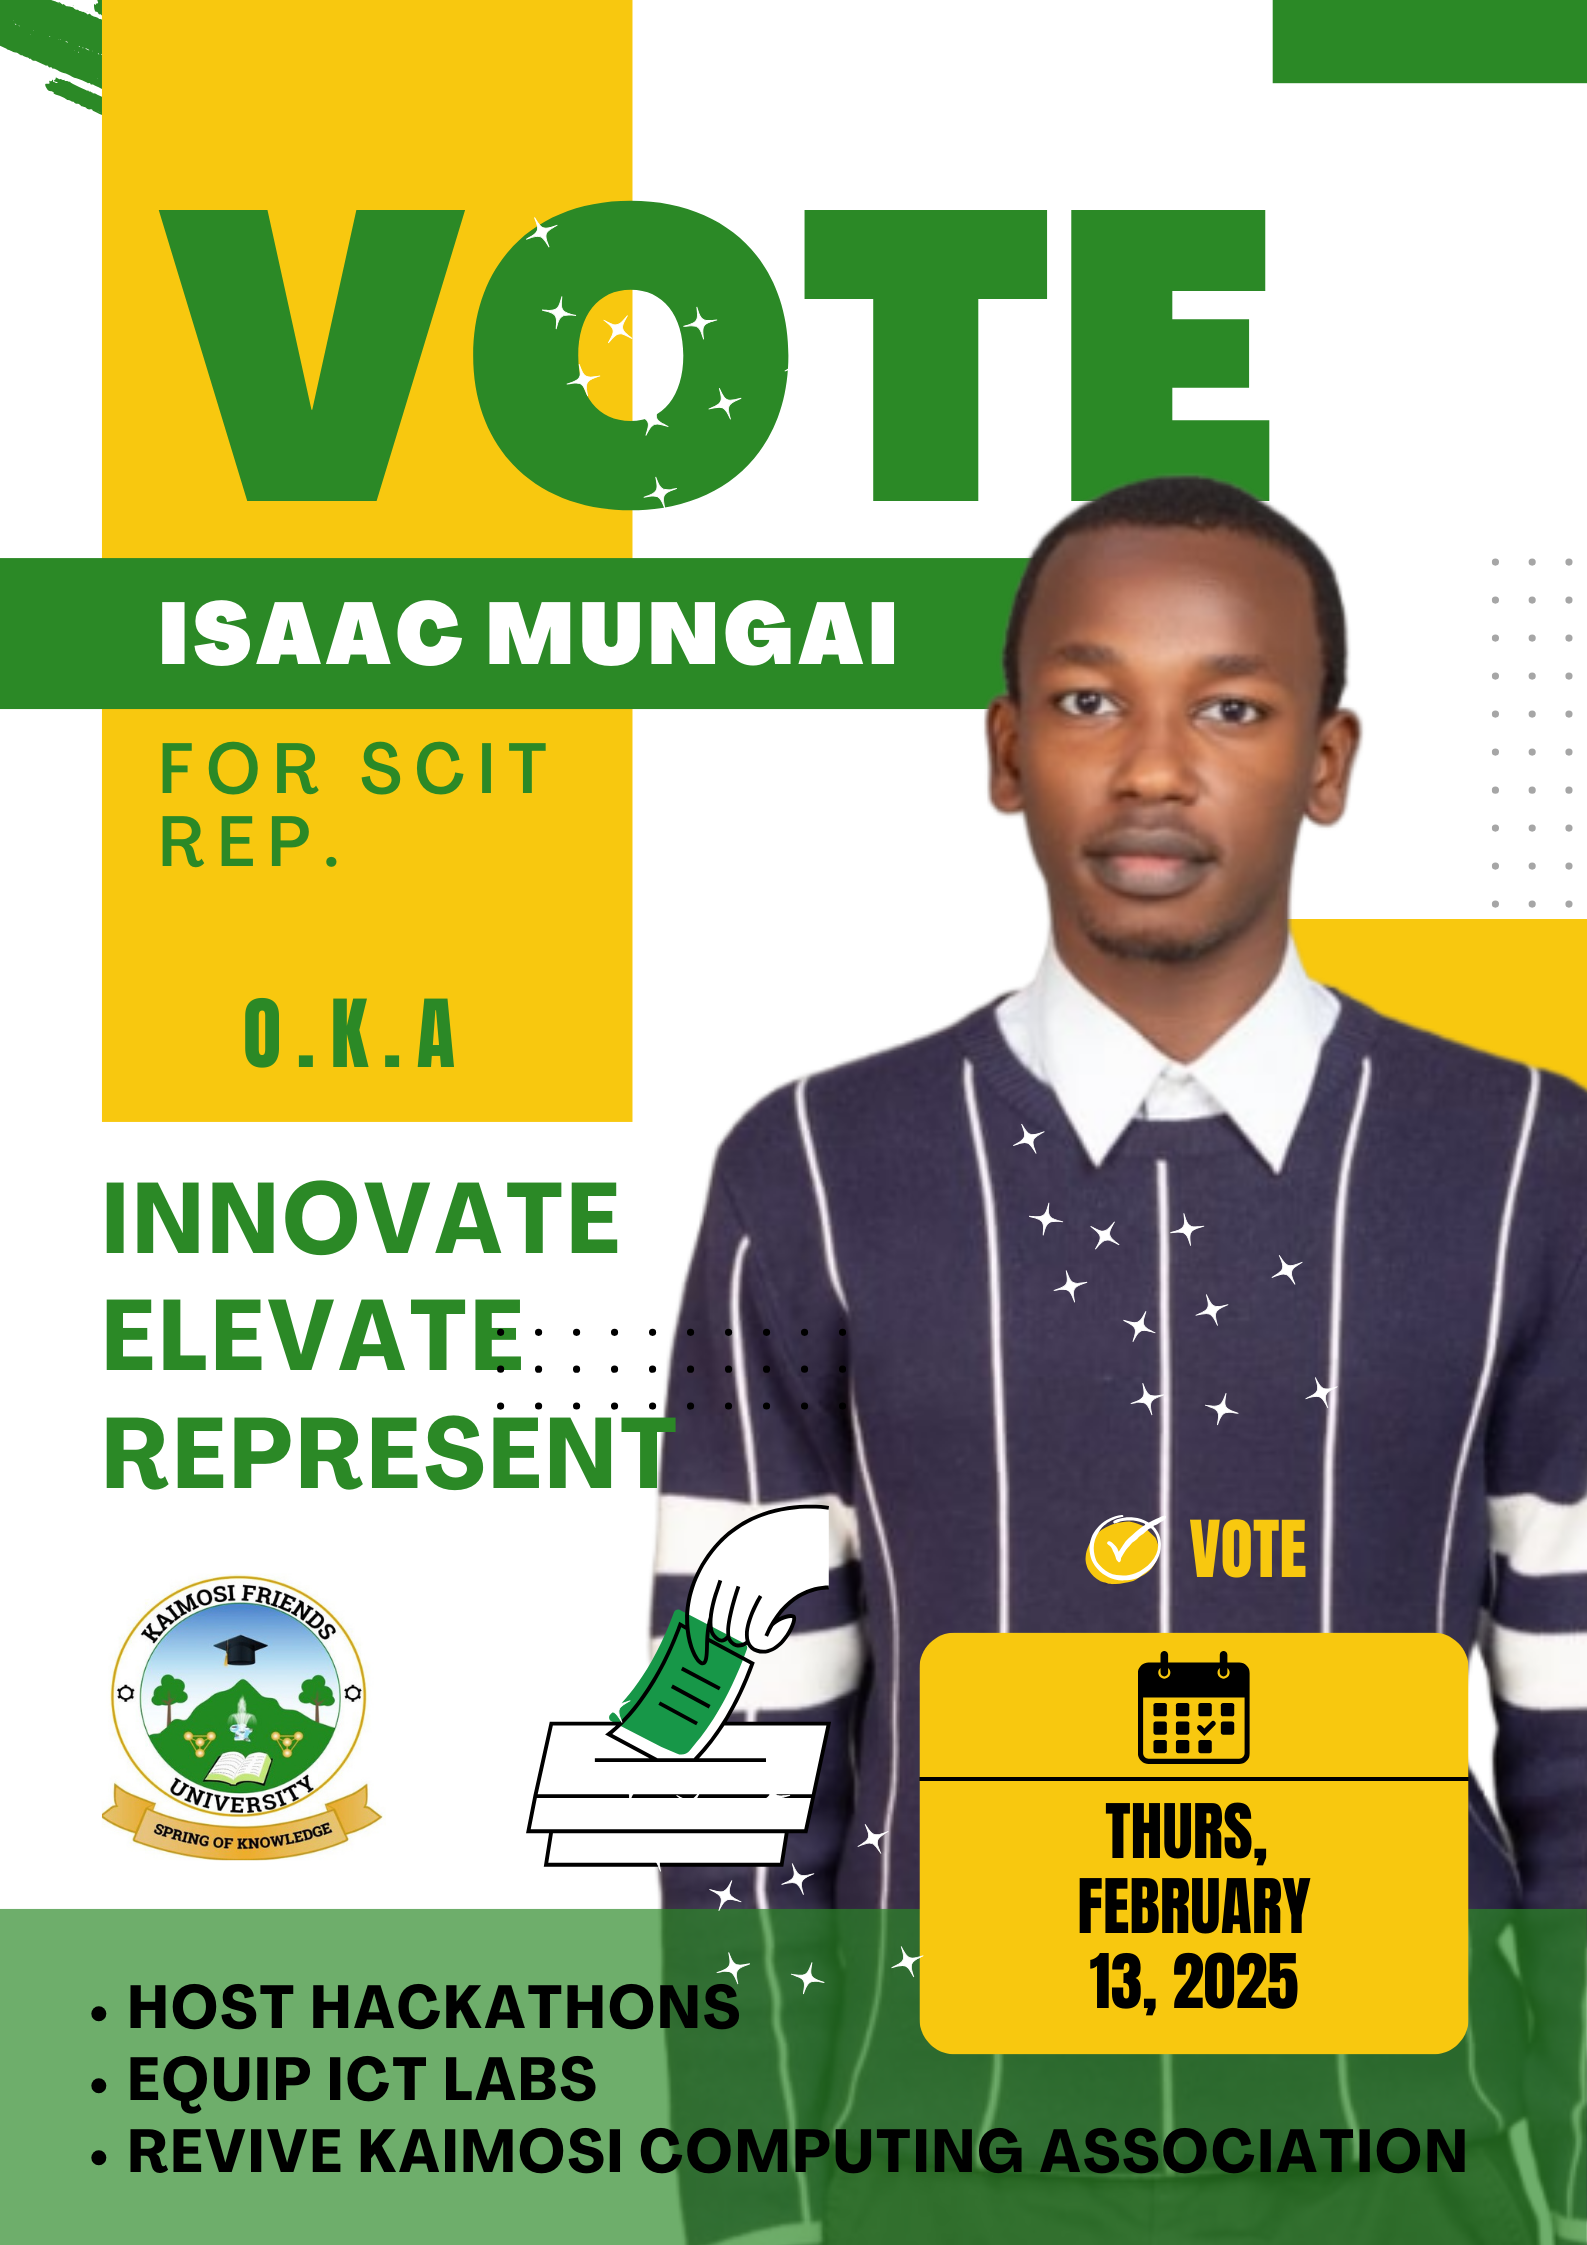 VOTE
ISAAC MUNGAI
FOR SCIT
REP.
O.K.A
INNOVATE
ELEVATE
REPRESENT
VOTE
KAIMOSI FRIENDS
UNIVERSITY
SPRING OF KNOWLEDGE
THURS,
FEBRUARY
13, 2025
• HOST HACKATHONS
• EQUIP ICT LABS
• REVIVE KAIMOSI COMPUTING ASSOCIATION